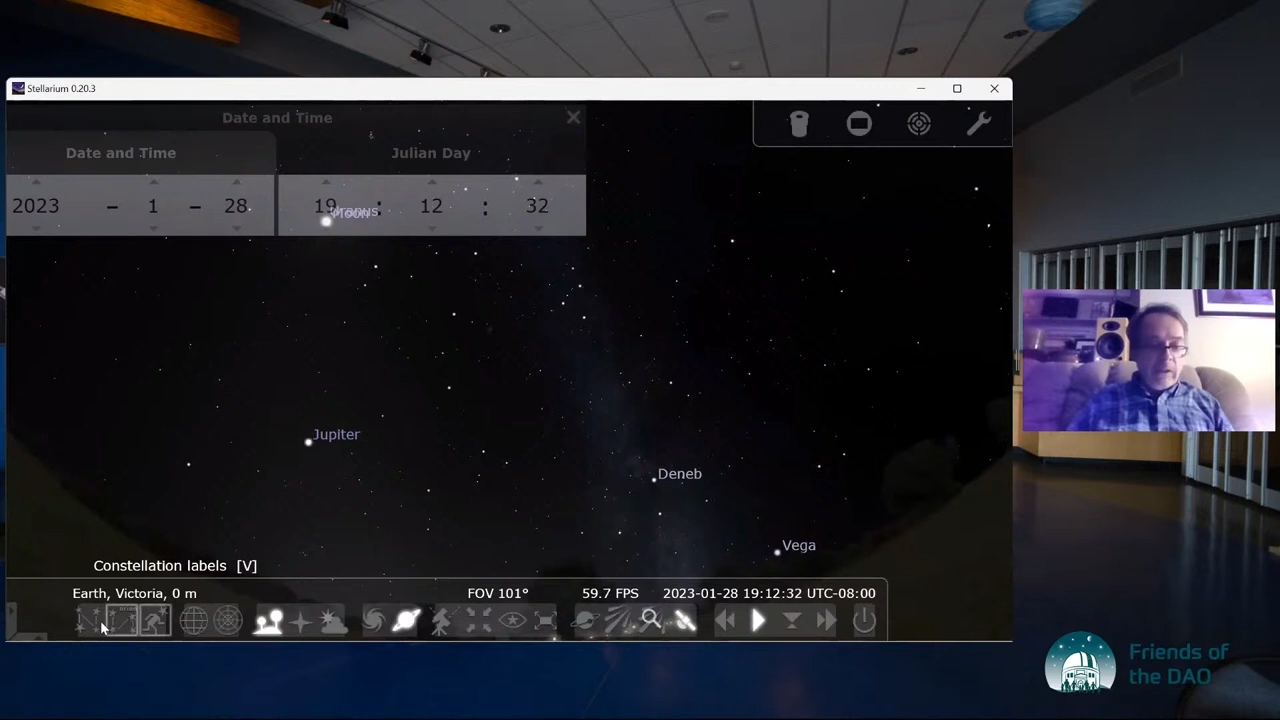 Stellarium 0.20.3
Date and Time
Date and Time
Julian Day
2023 - 1 - 28
19 : 12 : 32
Uranus
Moon
Jupiter
Deneb
Vega
Constellation labels [V]
Earth, Victoria, 0 m
FOV 101°
59.7 FPS
2023-01-28 19:12:32 UTC-08:00
Friends of
the DAO